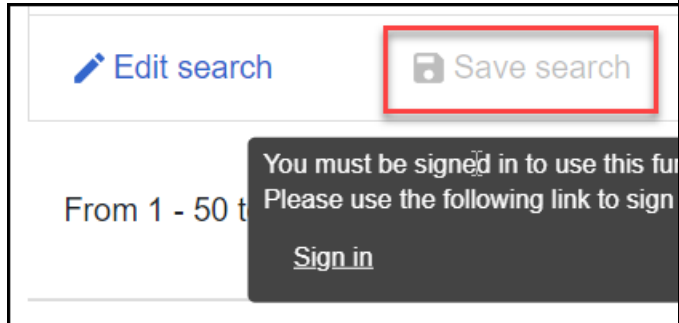 Edit search
Save search
You must be signed in to use this
Please use the following link to sign
From 1 - 50
Sign in